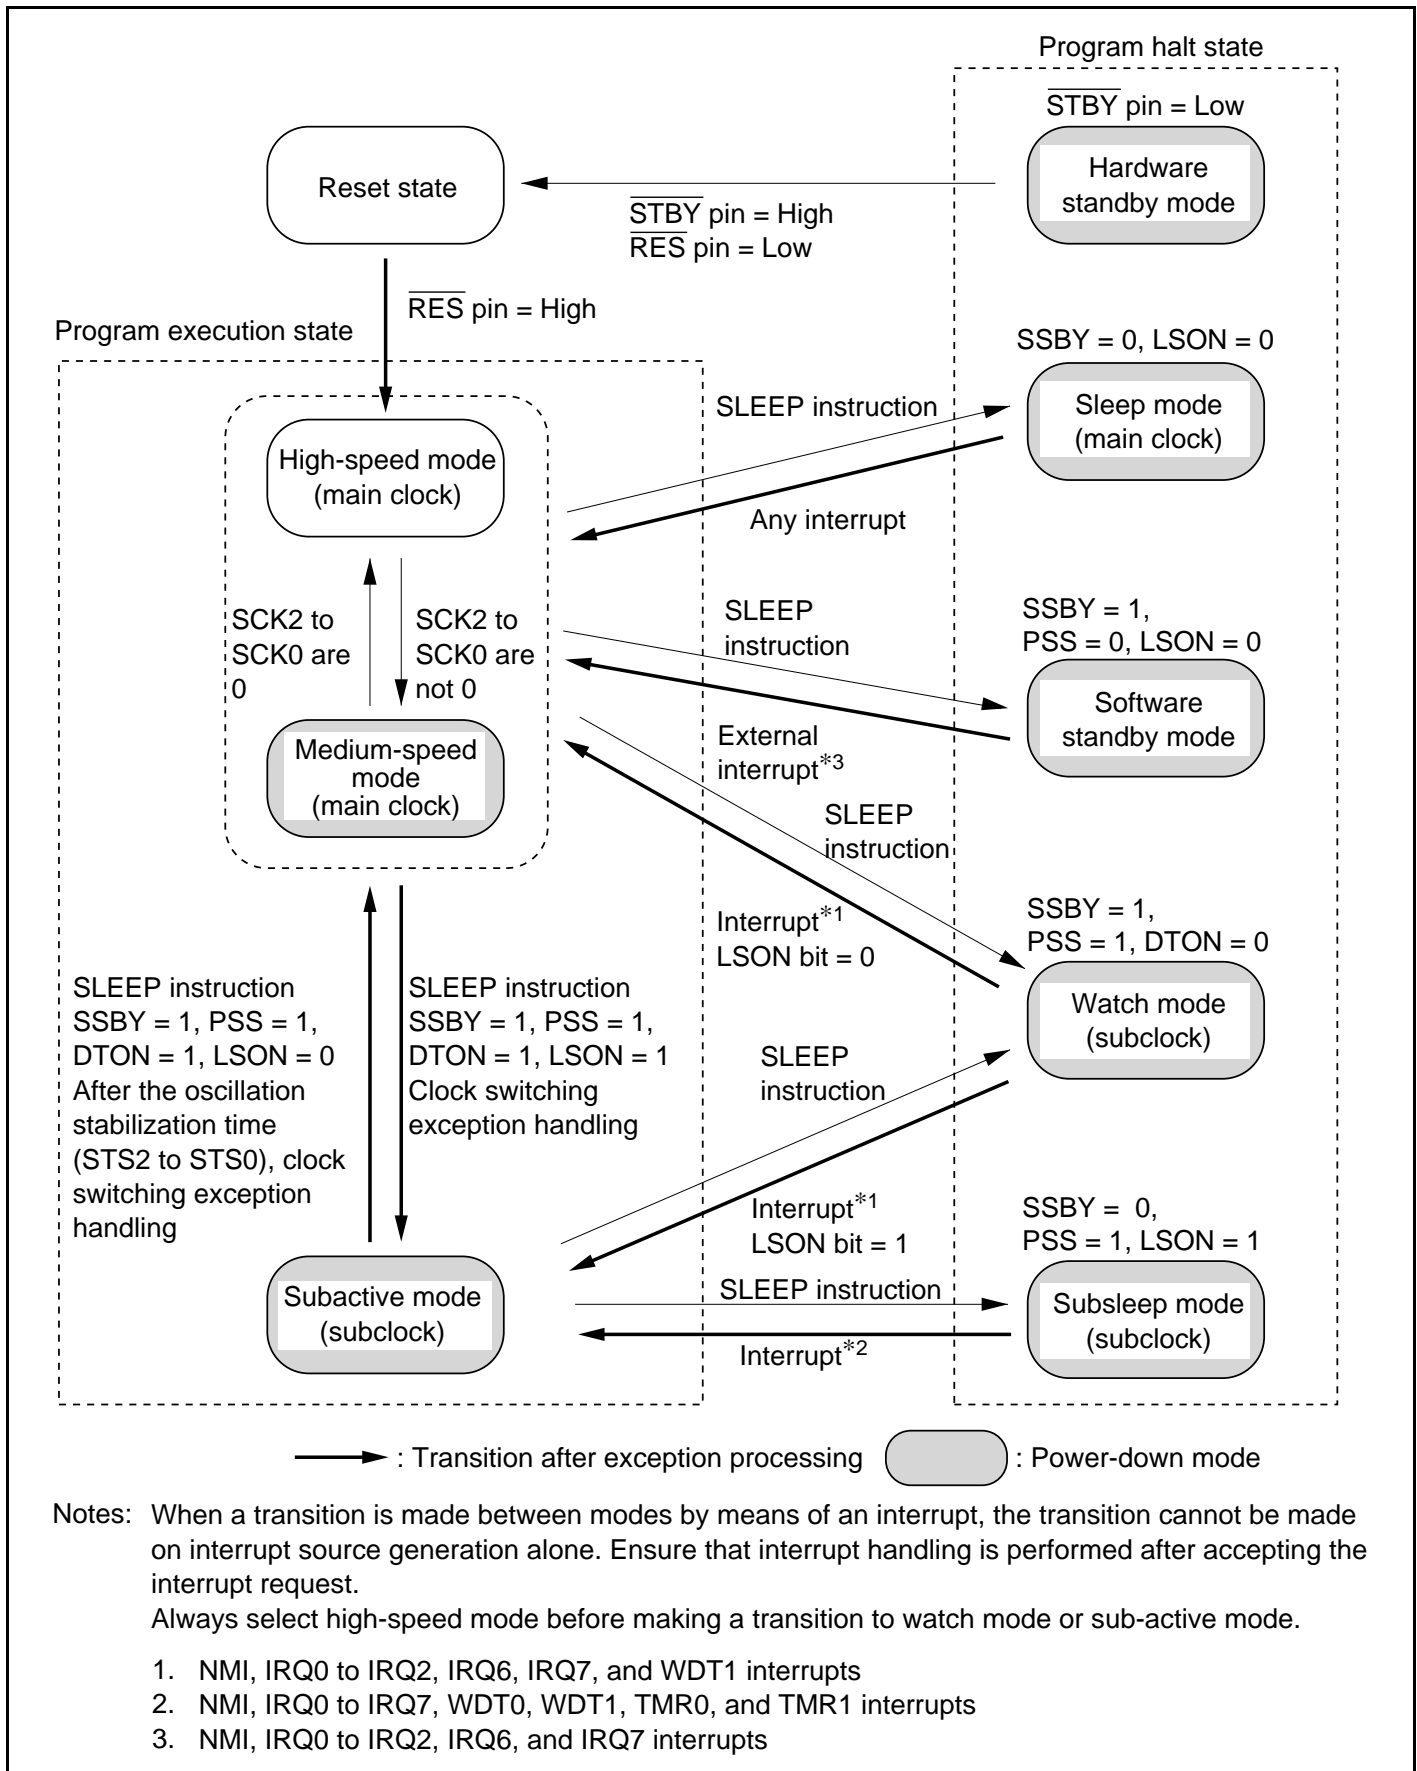 Program halt state
STBY pin = Low
Hardware
standby mode
Reset state
STBY pin = High
RES pin = Low
RES pin = High
Program execution state
SSBY = 0, LSON = 0
Sleep mode
(main clock)
SLEEP instruction
Any interrupt
High-speed mode
(main clock)
SCK2 to
SCK0 are
0
SCK2 to
SCK0 are
not 0
Medium-speed
mode
(main clock)
SLEEP
instruction
SSBY = 1,
PSS = 0, LSON = 0
Software
standby mode
External
interrupt*3
SLEEP
instruction
Interrupt*1
LSON bit = 0
SSBY = 1,
PSS = 1, DTON = 0
Watch mode
(subclock)
SLEEP instruction
SSBY = 1, PSS = 1,
DTON = 1, LSON = 0
After the oscillation
stabilization time
(STS2 to STS0), clock
switching exception
handling
SLEEP instruction
SSBY = 1, PSS = 1,
DTON = 1, LSON = 1
Clock switching
exception handling
SLEEP
instruction
Interrupt*1
LSON bit = 1
SSBY = 0,
PSS = 1, LSON = 1
Subactive mode
(subclock)
SLEEP instruction
Interrupt*2
Subsleep mode
(subclock)
: Transition after exception processing
: Power-down mode
Notes: When a transition is made between modes by means of an interrupt, the transition cannot be made
on interrupt source generation alone. Ensure that interrupt handling is performed after accepting the
interrupt request.
Always select high-speed mode before making a transition to watch mode or sub-active mode.
1. NMI, IRQ0 to IRQ2, IRQ6, IRQ7, and WDT1 interrupts
2. NMI, IRQ0 to IRQ7, WDT0, WDT1, TMR0, and TMR1 interrupts
3. NMI, IRQ0 to IRQ2, IRQ6, and IRQ7 interrupts